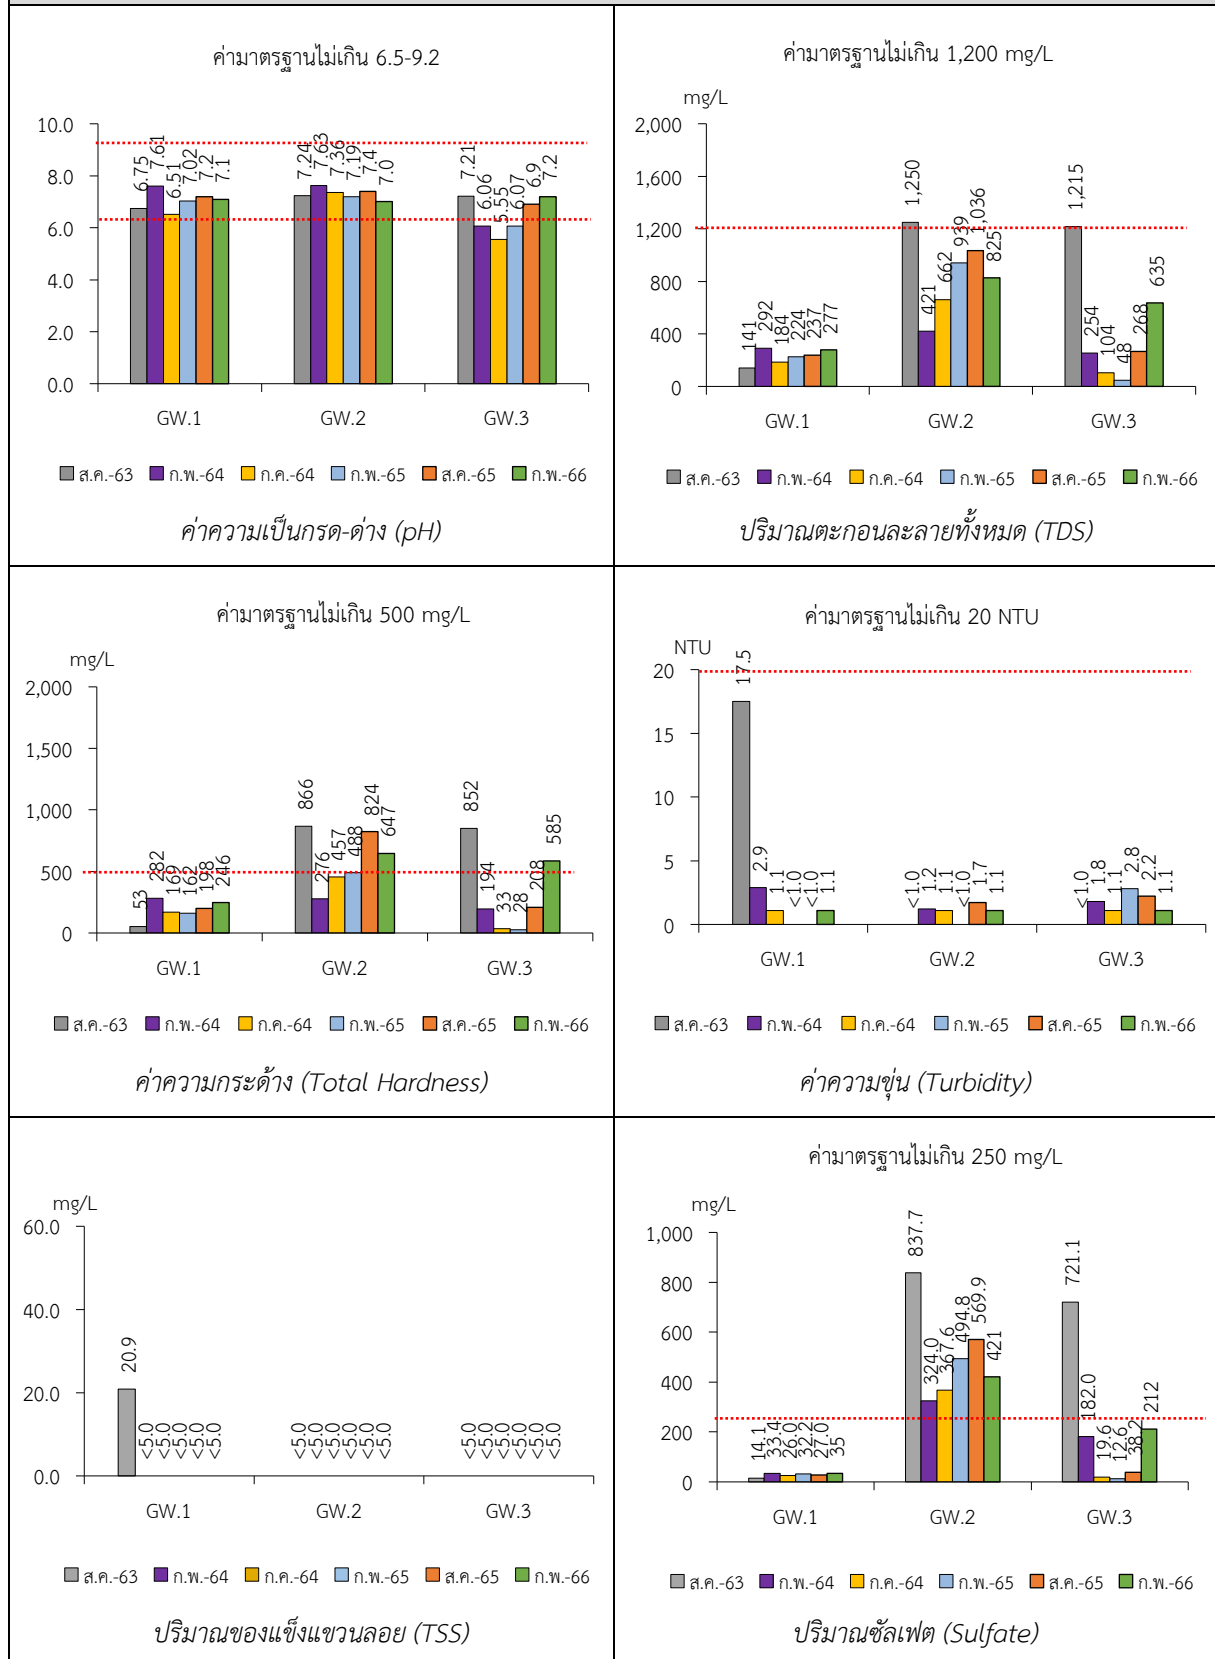 ค่ามาตรฐานไม่เกิน 6.5-9.2
10.0
8.0
6.0
4.0
2.0
0.0
6.75 7.61 6.51 7.02 7.2 7.1
7.24 7.63 7.36 7.19 7.4 7.0
7.21 6.06 5.55 6.07 6.9 7.2
GW.1 GW.2 GW.3
ส.ค.-63 ก.พ.-64 ก.ค.-64 ก.พ.-65 ส.ค.-65 ก.พ.-66
ค่าความเป็นกรด-ด่าง (pH)
ค่ามาตรฐานไม่เกิน 1,200 mg/L
mg/L
2,000
1,600
1,200
800
400
0
141 292 184 224 237 277
1,250 421 662 939 1,036 825
1,215 254 104 48 268 635
GW.1 GW.2 GW.3
ส.ค.-63 ก.พ.-64 ก.ค.-64 ก.พ.-65 ส.ค.-65 ก.พ.-66
ปริมาณตะกอนละลายทั้งหมด (TDS)
ค่ามาตรฐานไม่เกิน 500 mg/L
mg/L
2,000
1,500
1,000
500
0
53 282 169 162 198 246
866 276 457 488 824 647
852 194 33 28 208 585
GW.1 GW.2 GW.3
ส.ค.-63 ก.พ.-64 ก.ค.-64 ก.พ.-65 ส.ค.-65 ก.พ.-66
ค่าความกระด้าง (Total Hardness)
ค่ามาตรฐานไม่เกิน 20 NTU
NTU
20
15
10
5
0
17.5 2.9 1.1 <1.0 <1.0 1.1
<1.0 1.2 1.1 <1.0 1.7 1.1
<1.0 1.8 1.1 2.8 2.2 1.1
GW.1 GW.2 GW.3
ส.ค.-63 ก.พ.-64 ก.ค.-64 ก.พ.-65 ส.ค.-65 ก.พ.-66
ค่าความขุ่น (Turbidity)
mg/L
60.0
40.0
20.0
0.0
20.9 <5.0 <5.0 <5.0 <5.0 <5.0
<5.0 <5.0 <5.0 <5.0 <5.0 <5.0
<5.0 <5.0 <5.0 <5.0 <5.0 <5.0
GW.1 GW.2 GW.3
ส.ค.-63 ก.พ.-64 ก.ค.-64 ก.พ.-65 ส.ค.-65 ก.พ.-66
ปริมาณของแข็งแขวนลอย (TSS)
ค่ามาตรฐานไม่เกิน 250 mg/L
mg/L
1,000
800
600
400
200
0
14.1 33.4 26.0 32.2 27.0 35
837.7 324.0 367.6 494.8 569.9 421
721.1 182.0 19.6 12.6 38.2 212
GW.1 GW.2 GW.3
ส.ค.-63 ก.พ.-64 ก.ค.-64 ก.พ.-65 ส.ค.-65 ก.พ.-66
ปริมาณซัลเฟต (Sulfate)